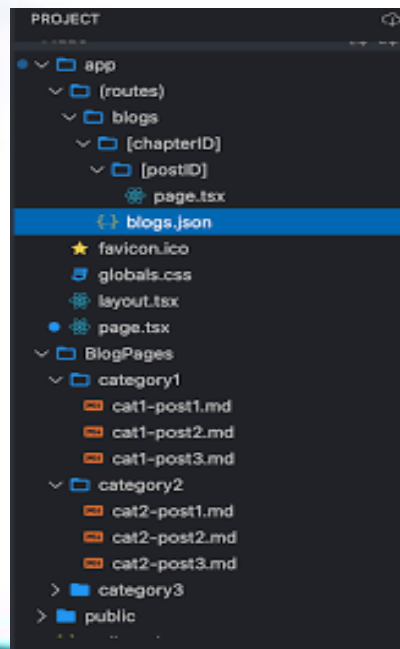 PROJECT
app
(routes)
blogs
[chapterID]
[postID]
page.tsx
{..} blogs.json
favicon.ico
globals.css
layout.tsx
page.tsx
BlogPages
category1
cat1-post1.md
cat1-post2.md
cat1-post3.md
category2
cat2-post1.md
cat2-post2.md
cat2-post3.md
category3
public